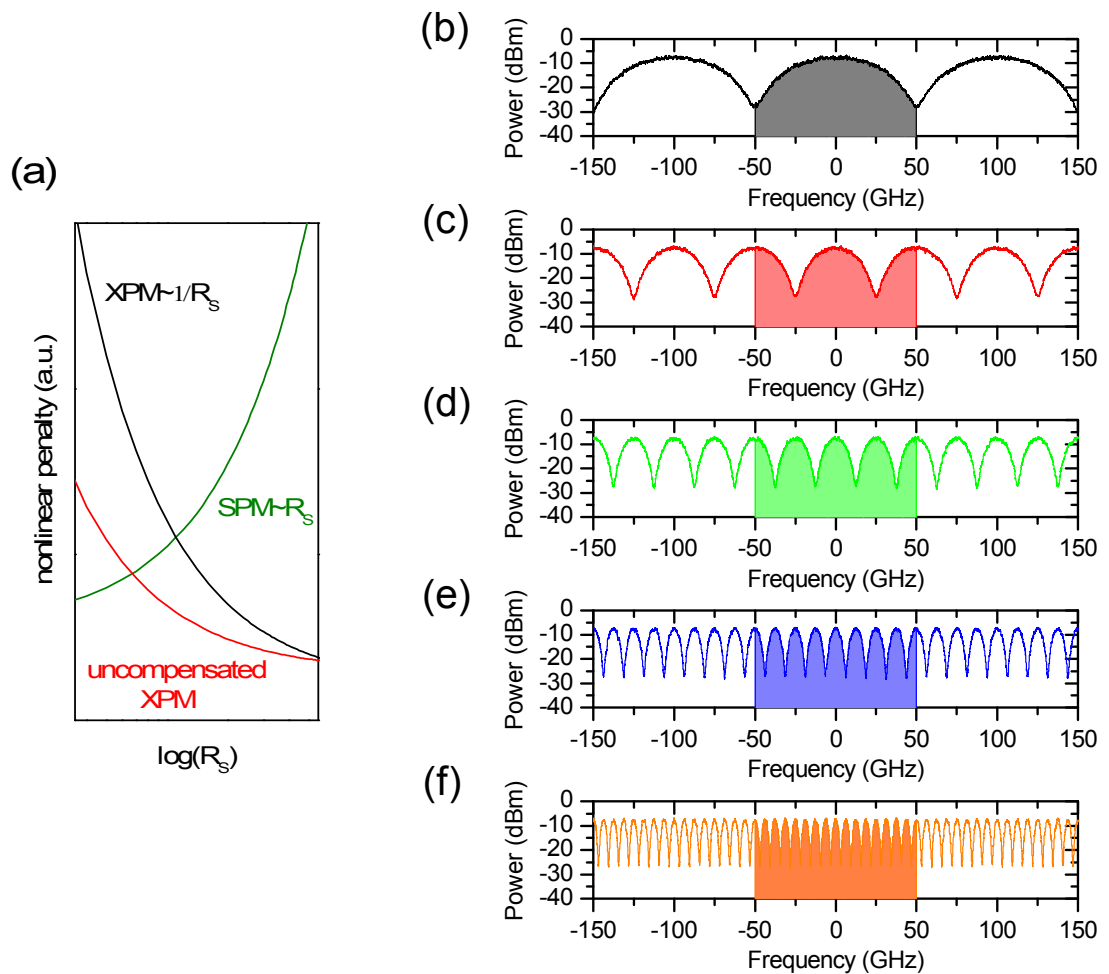 (a)
nonlinear penalty (a.u.)
XPM~1/R_S
SPM~R_S
uncompensated
XPM
log(R_S)
(b)
Power (dBm)
0
-10
-20
-30
-40
-150 -100 -50 0 50 100 150
Frequency (GHz)
(c)
Power (dBm)
0
-10
-20
-30
-40
-150 -100 -50 0 50 100 150
Frequency (GHz)
(d)
Power (dBm)
0
-10
-20
-30
-40
-150 -100 -50 0 50 100 150
Frequency (GHz)
(e)
Power (dBm)
0
-10
-20
-30
-40
-150 -100 -50 0 50 100 150
Frequency (GHz)
(f)
Power (dBm)
0
-10
-20
-30
-40
-150 -100 -50 0 50 100 150
Frequency (GHz)